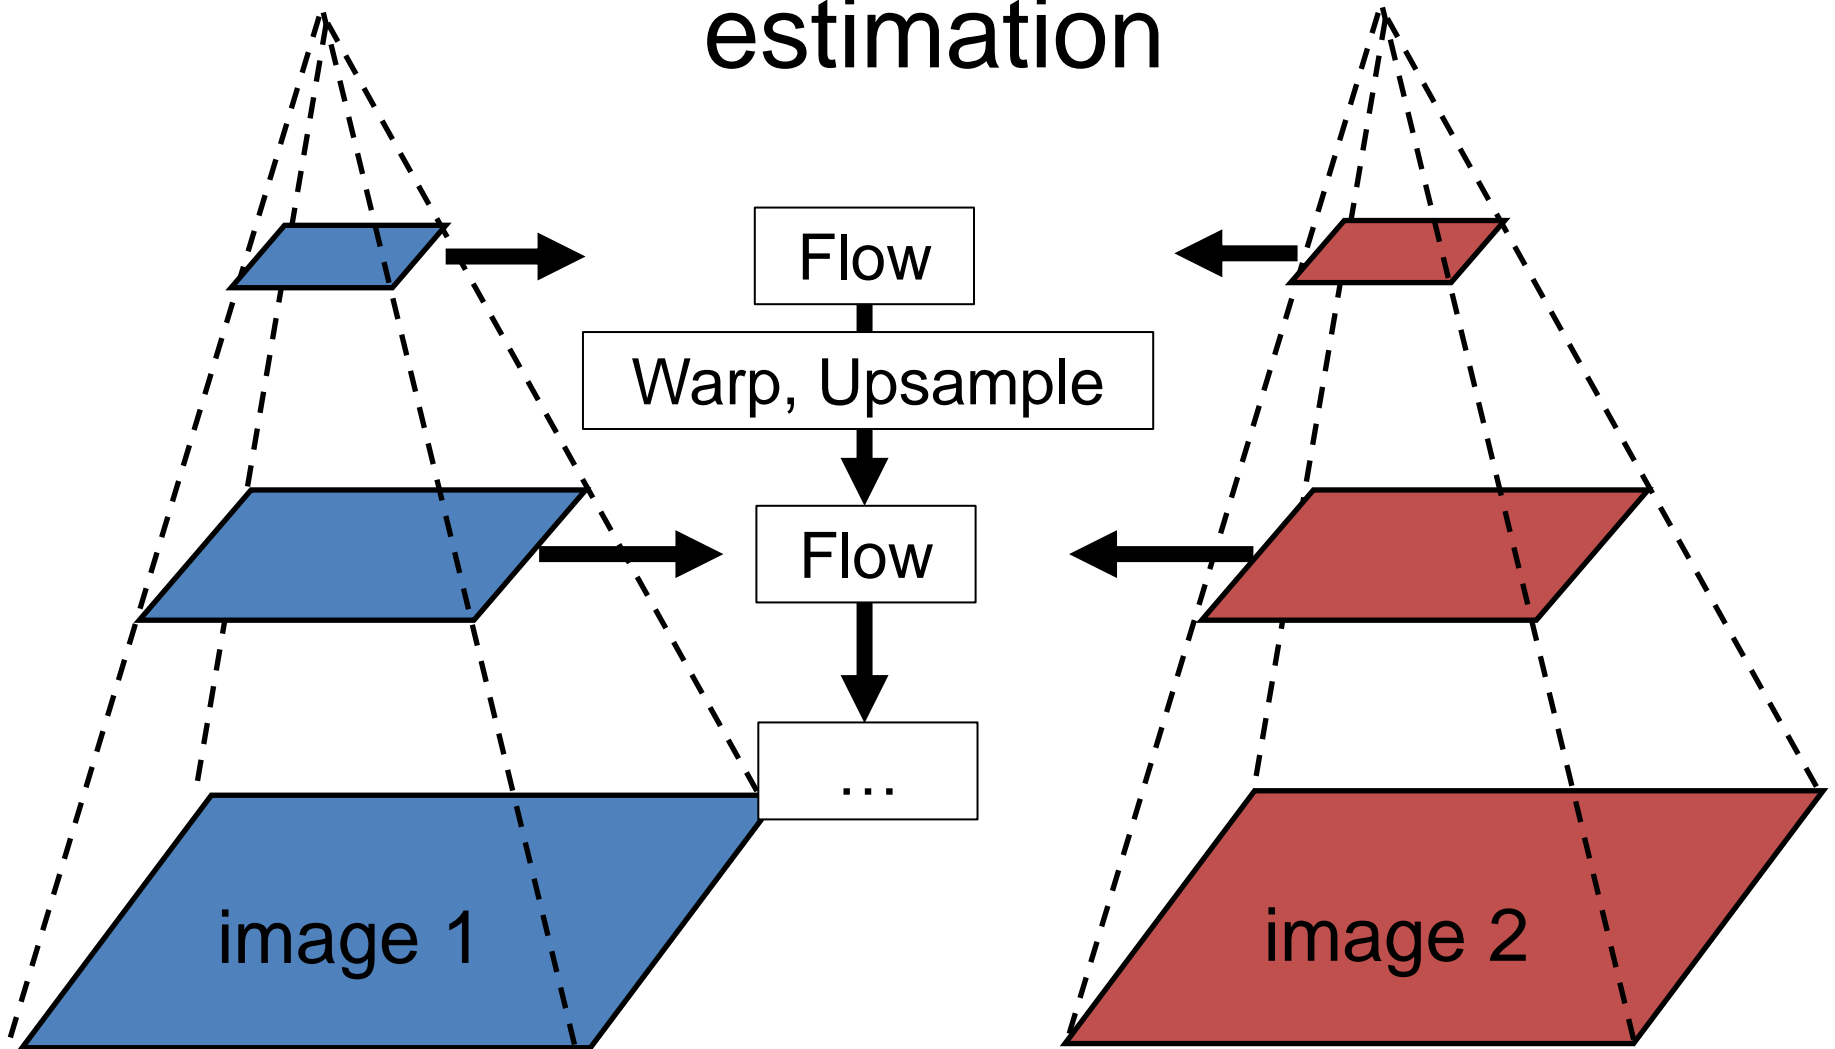 estimation
Flow
Warp, Upsample
Flow
...
image 1
image 2